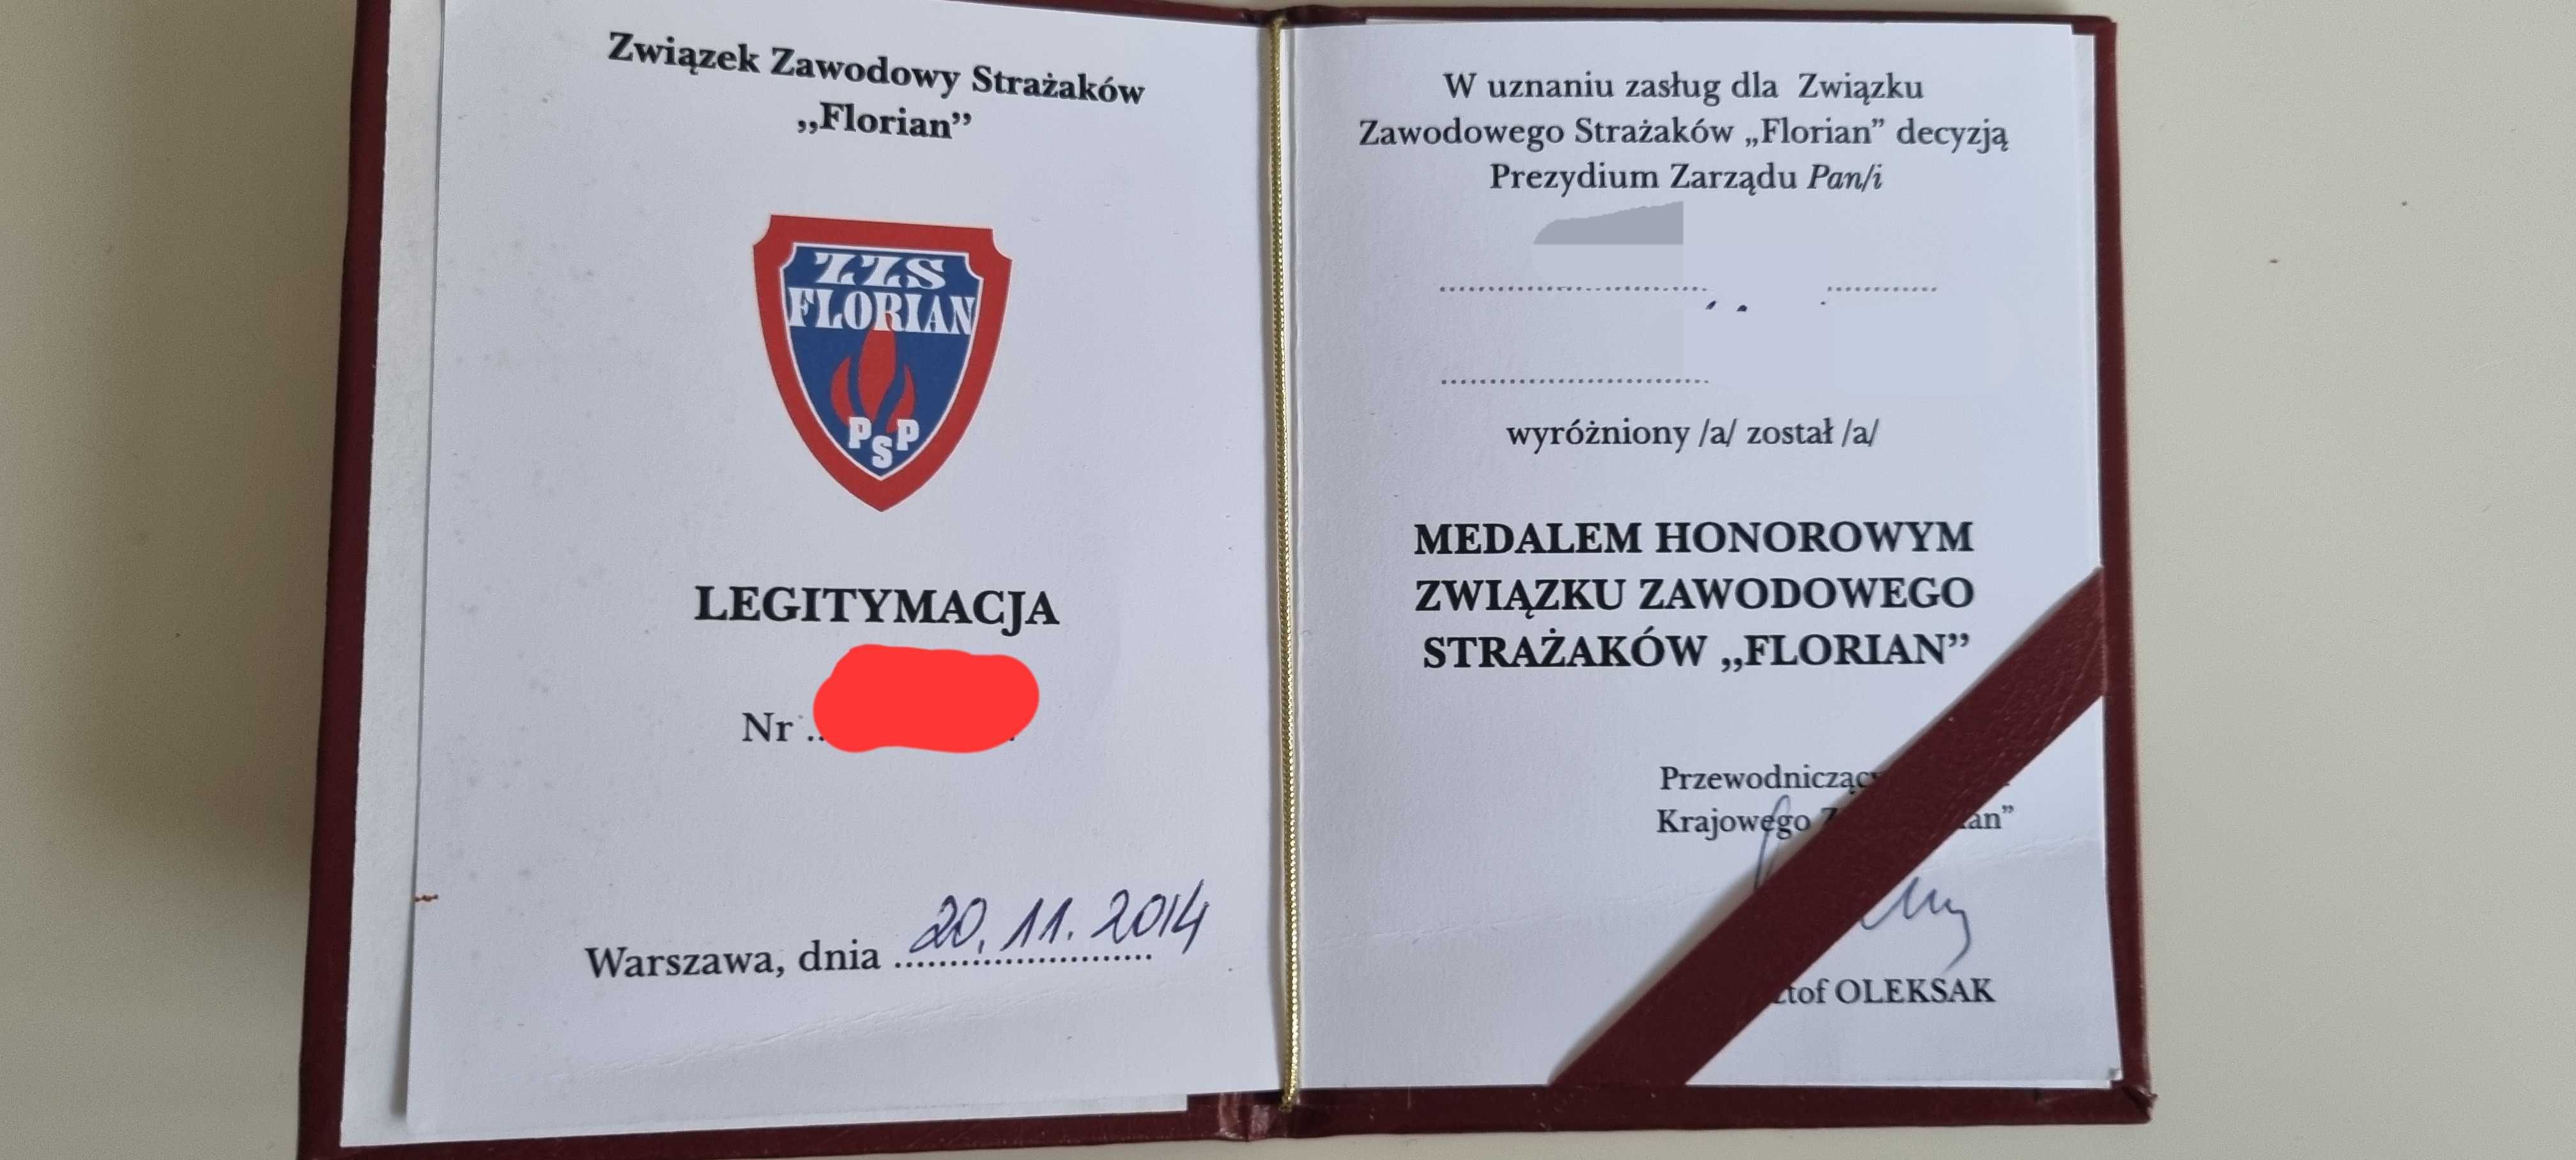 Związek Zawodowy Strażaków
„Florian”
ZZS
FLORIAN
PSP
LEGITYMACJA
Nr ..
Warszawa, dnia 20.11.2014
W uznaniu zasług dla Związku
Zawodowego Strażaków „Florian” decyzją
Prezydium Zarządu Pan/i
wyróżniony /a/ został /a/
MEDALEM HONOROWYM
ZWIĄZKU ZAWODOWEGO
STRAŻAKÓW „FLORIAN”
Przewodniczący
Krajowego Z an”
tof OLEKSAK